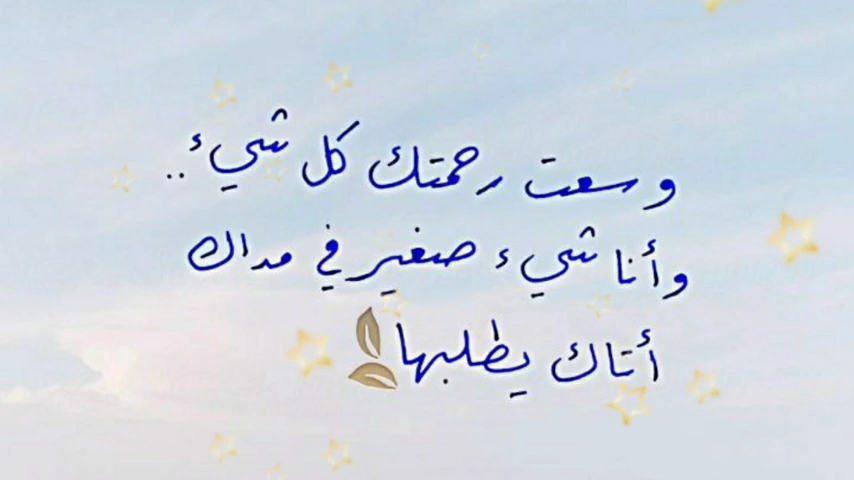 وسعت رحمتك كل شيء..
وأنا شيء صغير في مداك
أتاك يطلبها